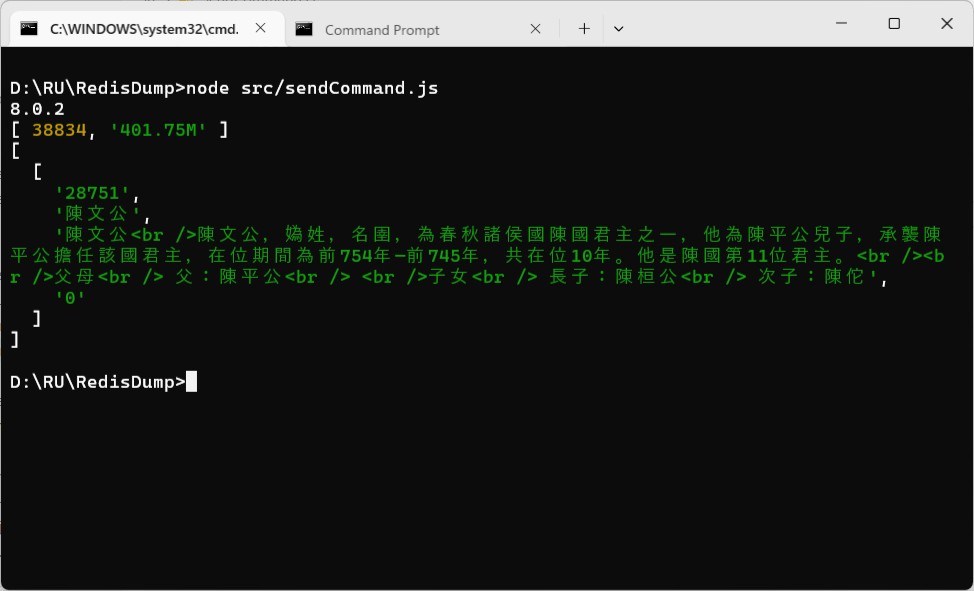 C:\WINDOWS\system32\cmd.
Command Prompt
D:\RU\RedisDump>node src/sendCommand.js
8.0.2
[ 38834, '401.75M' ]
[
  [
    '28751',
    '陳文公',
    '陳文公<br />陳文公，媯姓，名圉，為春秋諸侯國陳國君主之一，他為陳平公兒子，承襲陳
平公擔任該國君主，在位期間為前754年—前745年，共在位10年。他是陳國第11位君主。<br /><b
r />父母<br /> 父：陳平公<br /> <br />子女<br /> 長子：陳桓公<br /> 次子：陳佗',
    '0'
  ]
]
D:\RU\RedisDump>